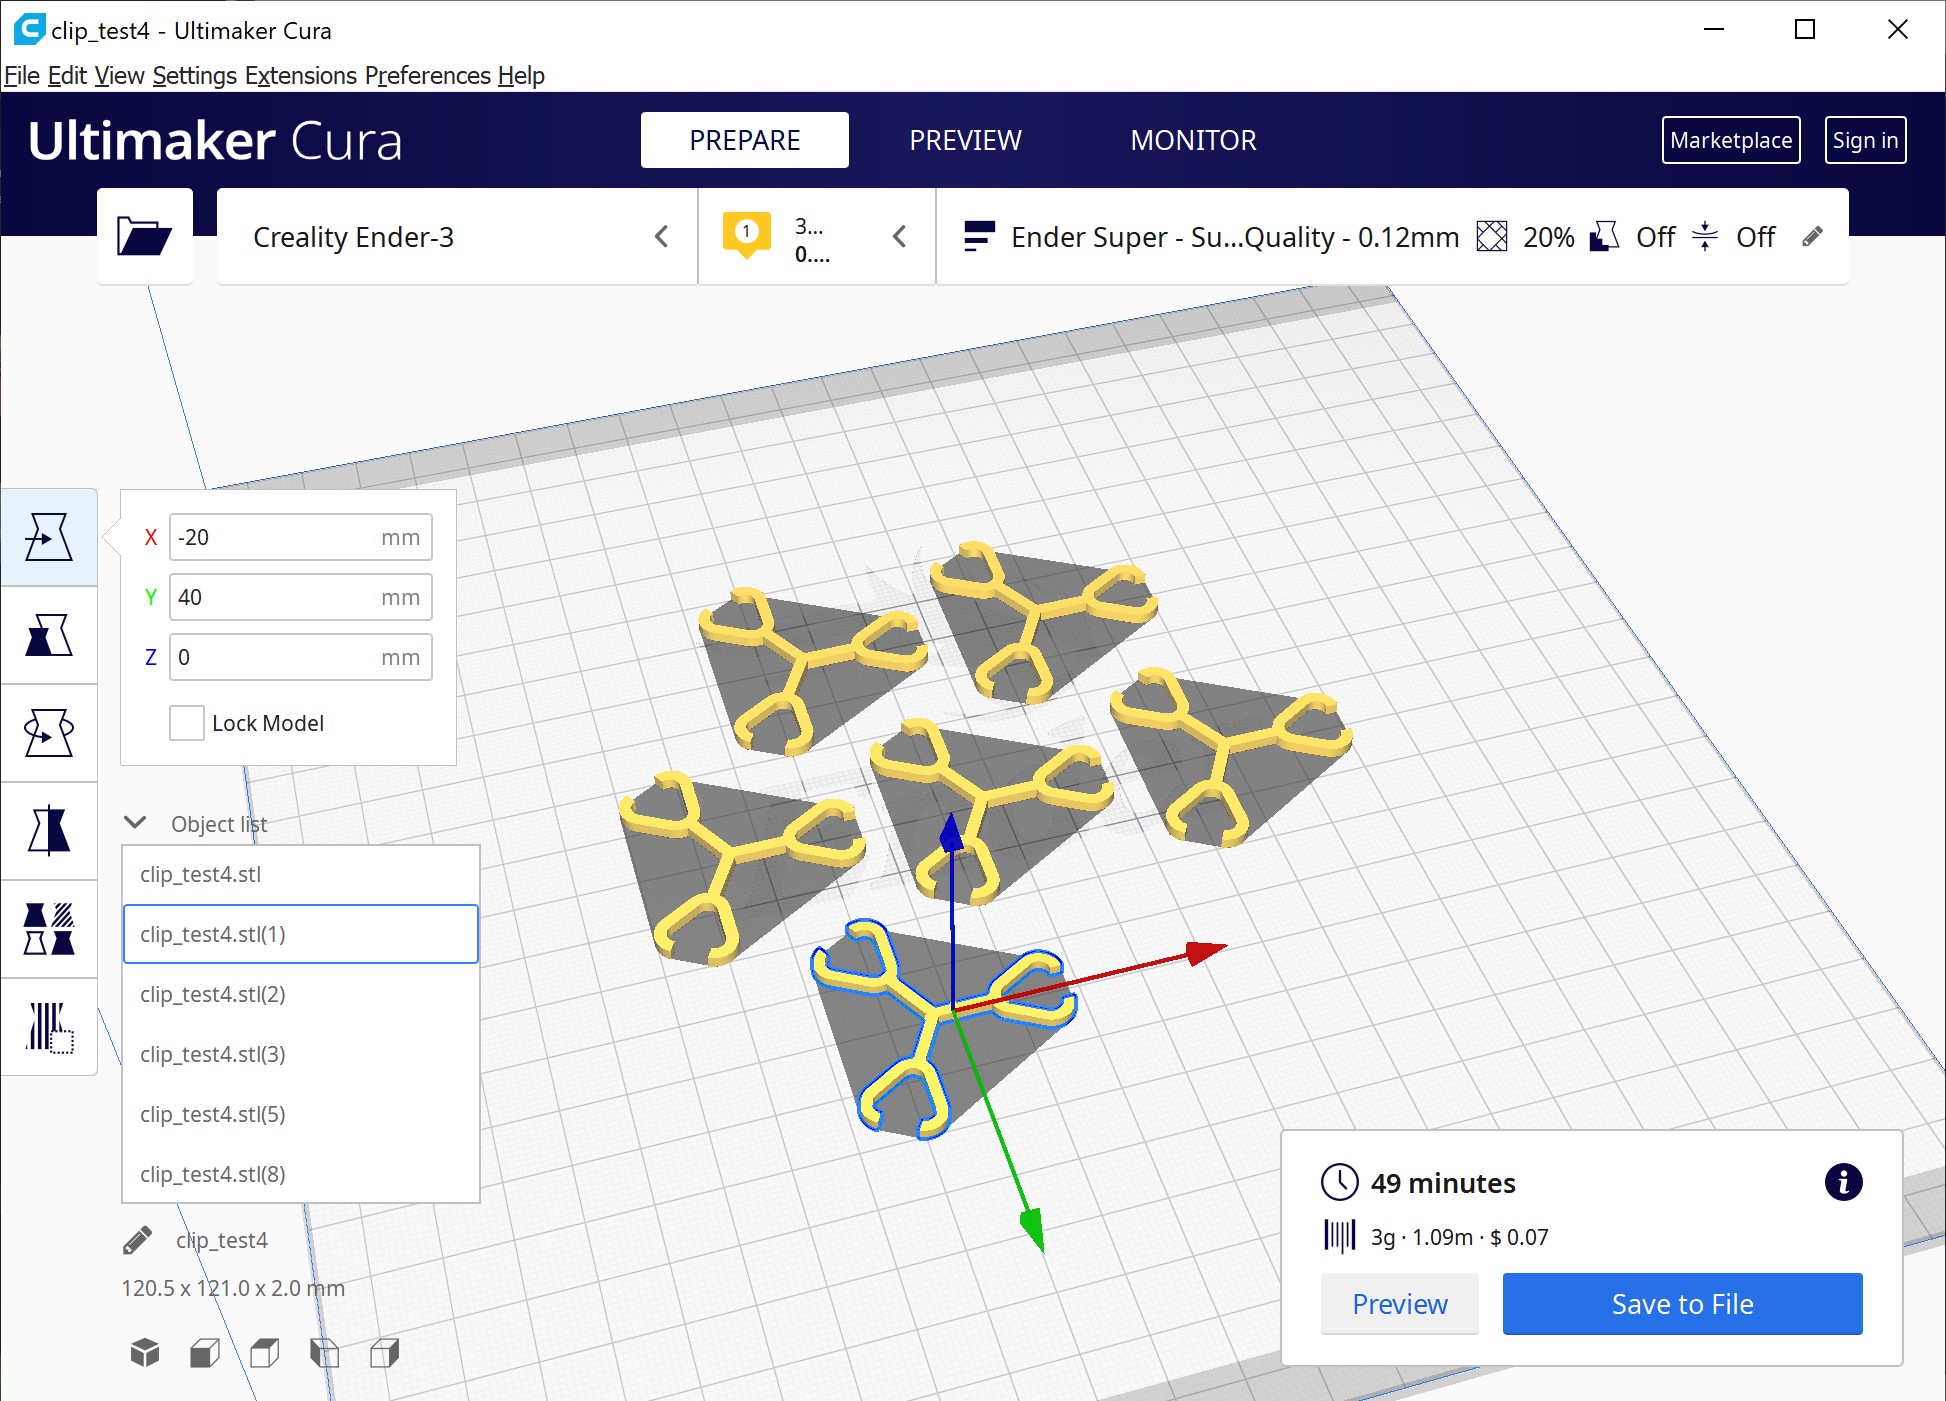 clip_test4 - Ultimaker Cura
File Edit View Settings Extensions Preferences Help
Ultimaker Cura
PREPARE
PREVIEW
MONITOR
Marketplace
Sign in
Creality Ender-3
1
3...
0....
Ender Super - Su...Quality - 0.12mm
20%
Off
Off
X -20 mm
Y 40 mm
Z 0 mm
Lock Model
Object list
clip_test4.stl
clip_test4.stl(1)
clip_test4.stl(2)
clip_test4.stl(3)
clip_test4.stl(5)
clip_test4.stl(8)
clip_test4
120.5 x 121.0 x 2.0 mm
49 minutes
3g · 1.09m · $ 0.07
Preview
Save to File